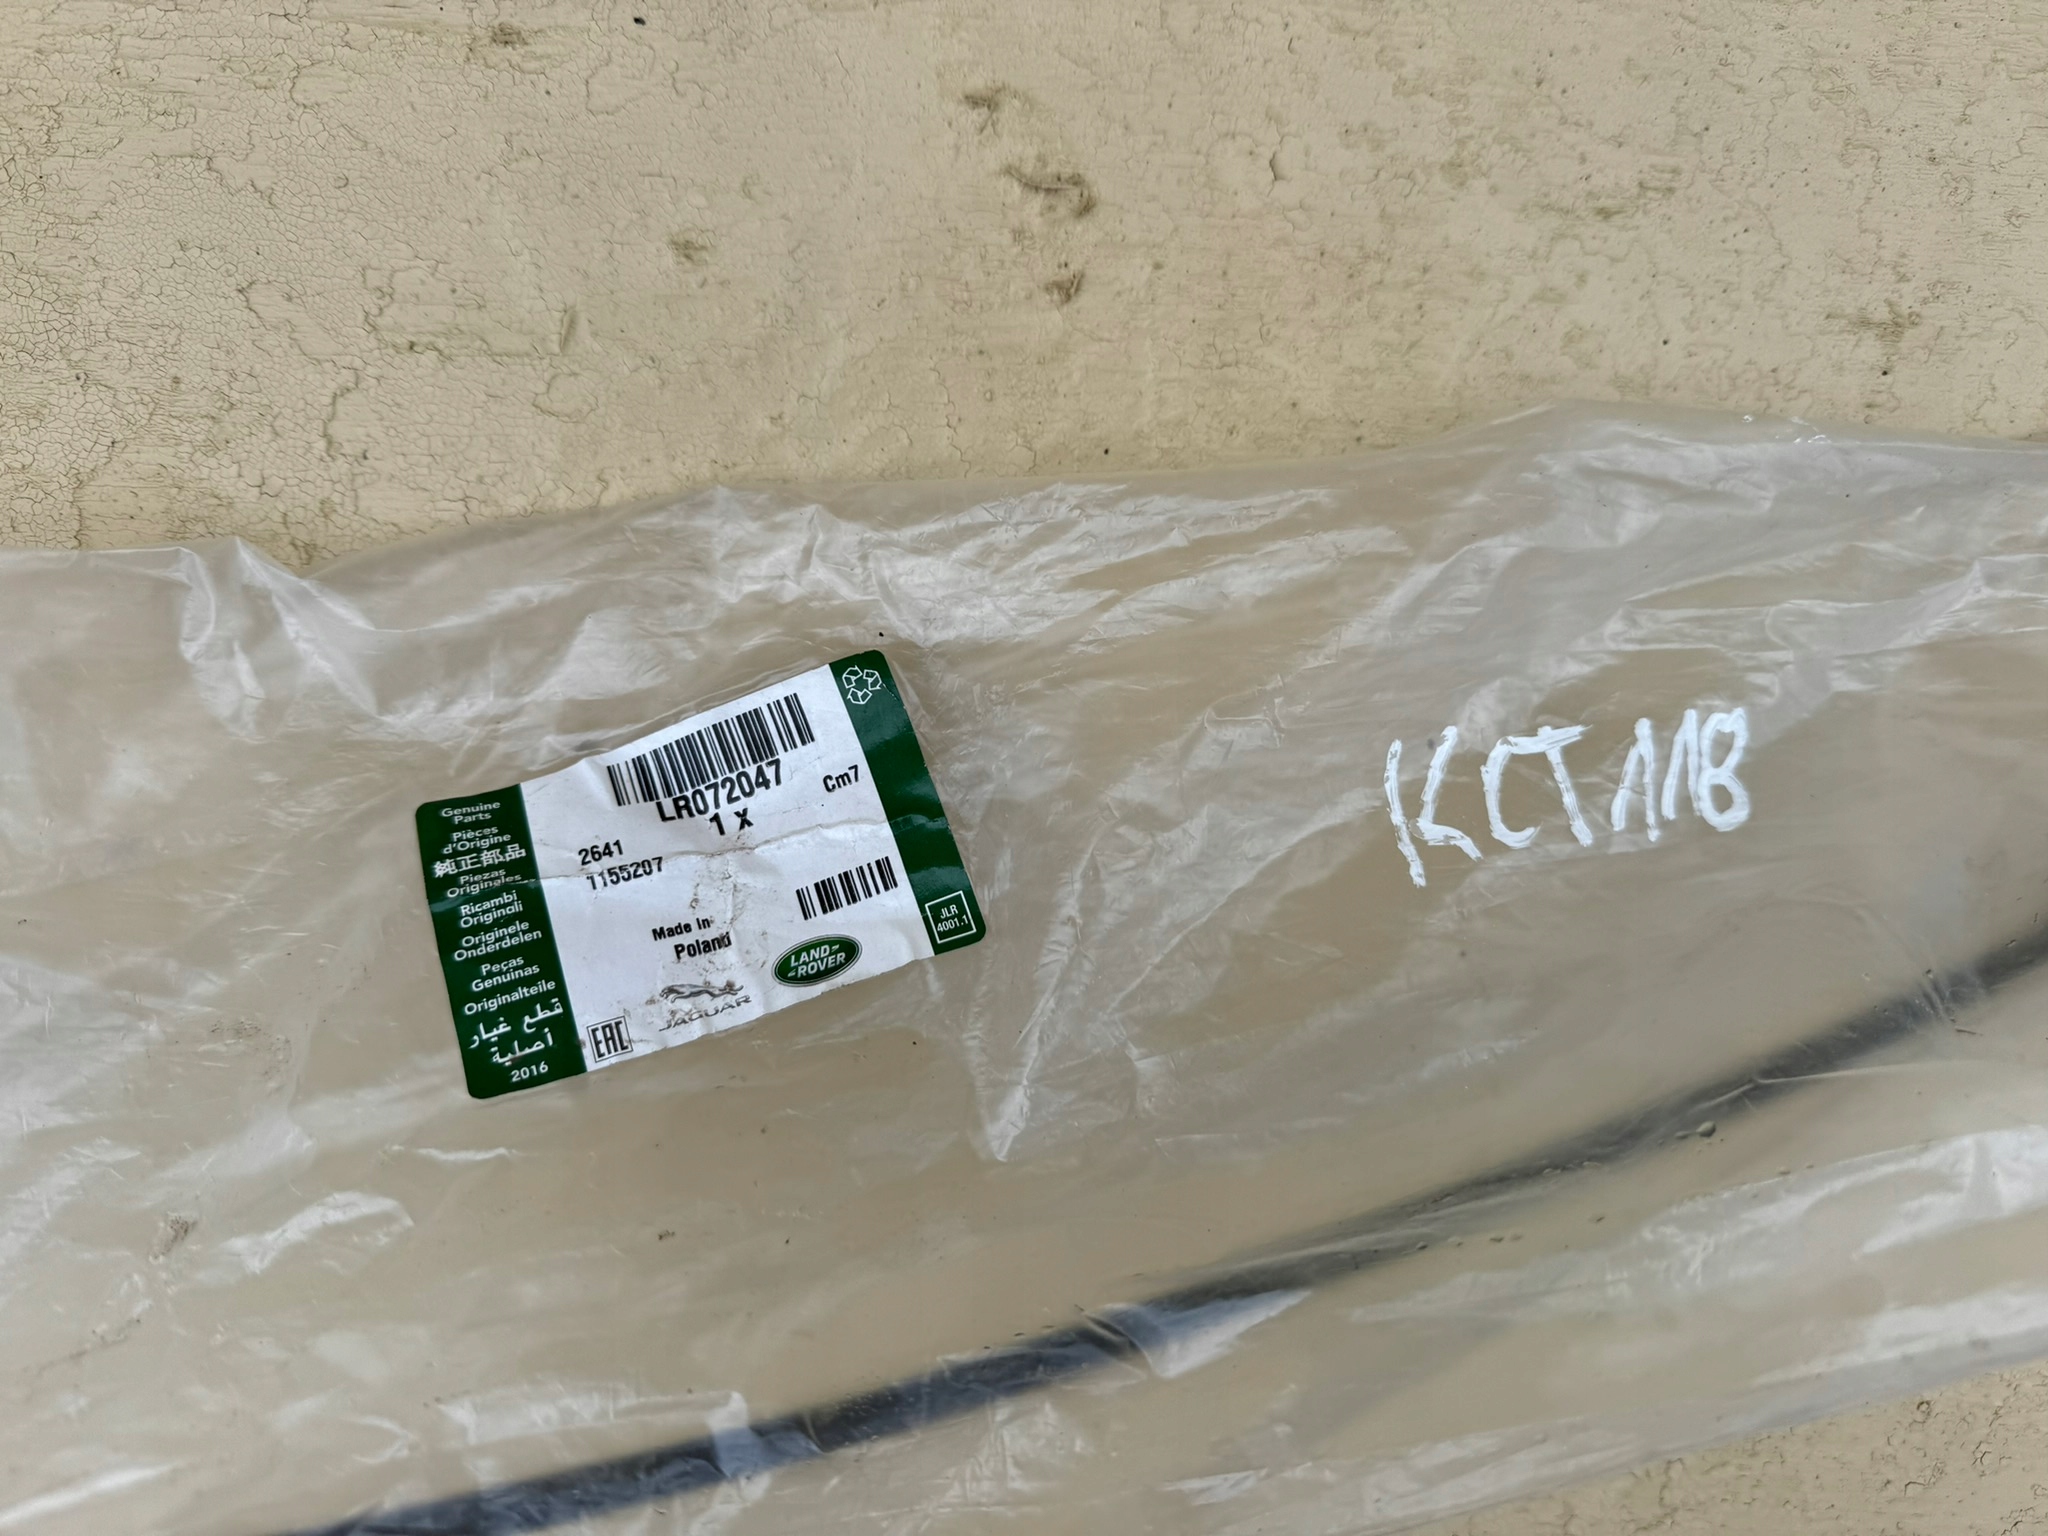 Genuine
Parts
Pièces
d'Origine
純正部品
Piezas
Originales
Ricambi
Originali
Originele
Onderdelen
Peças
Genuinas
Originalteile
قطع غيار
أصلية
2016
LR072047
1 X
Cm7
2641
1155207
Made in
Poland
EAC
JAGUAR
LAND-
-ROVER
JLR
4001.1
KCT118